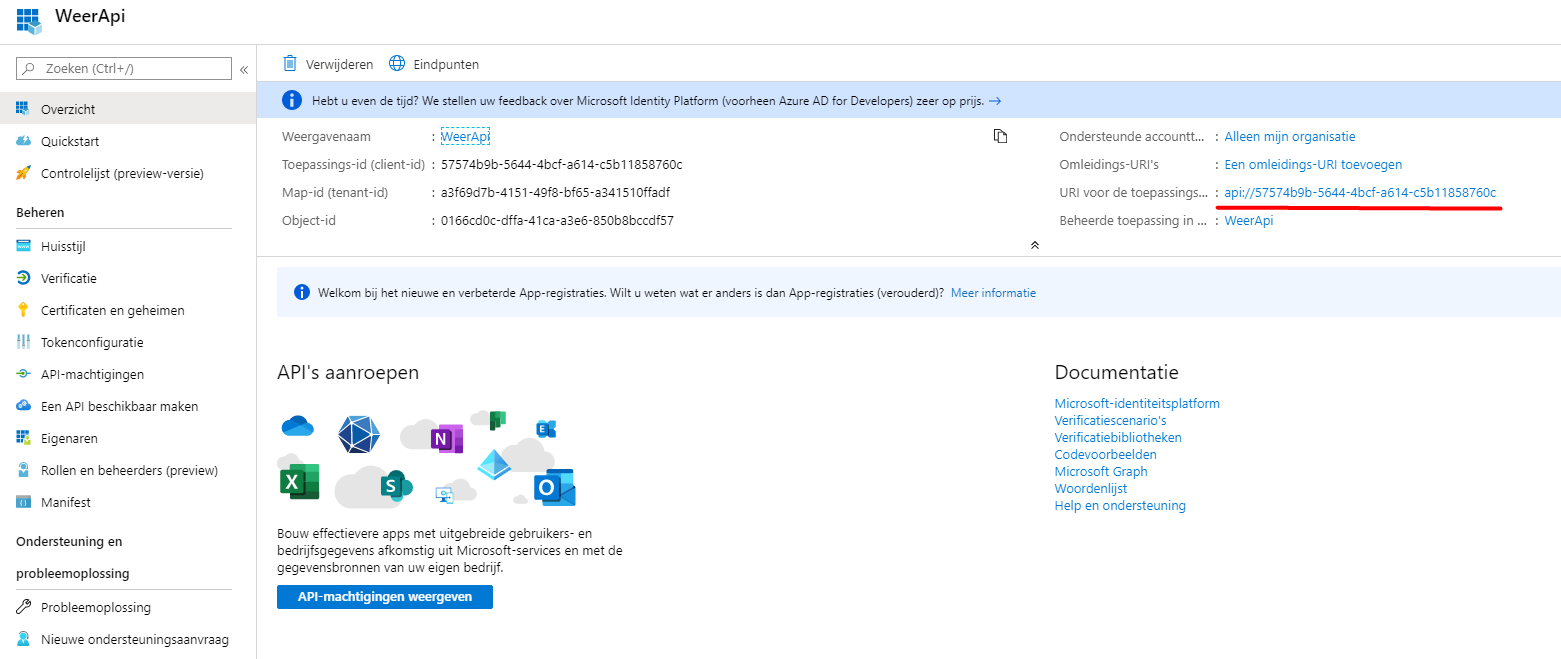 WeerApi
Zoeken (Ctrl+/)
«
Overzicht
Quickstart
Controlelijst (preview-versie)
Beheren
Huisstijl
Verificatie
Certificaten en geheimen
Tokenconfiguratie
API-machtigingen
Een API beschikbaar maken
Eigenaren
Rollen en beheerders (preview)
Manifest
Ondersteuning en
probleemoplossing
Probleemoplossing
Nieuwe ondersteuningsaanvraag
Verwijderen Eindpunten
Hebt u even de tijd? We stellen uw feedback over Microsoft Identity Platform (voorheen Azure AD for Developers) zeer op prijs. →
Weergavenaam : WeerApi
Toepassings-id (client-id) : 57574b9b-5644-4bcf-a614-c5b11858760c
Map-id (tenant-id) : a3f69d7b-4151-49f8-bf65-a341510ffadf
Object-id : 0166cd0c-dffa-41ca-a3e6-850b8bccdf57
Ondersteunde accountt... : Alleen mijn organisatie
Omleidings-URI's : Een omleidings-URI toevoegen
URI voor de toepassings... : api://57574b9b-5644-4bcf-a614-c5b11858760c
Beheerde toepassing in ... : WeerApi
Welkom bij het nieuwe en verbeterde App-registraties. Wilt u weten wat er anders is dan App-registraties (verouderd)? Meer informatie
API's aanroepen
N
E
X
S
O
Bouw effectievere apps met uitgebreide gebruikers- en
bedrijfsgegevens afkomstig uit Microsoft-services en met de
gegevensbronnen van uw eigen bedrijf.
API-machtigingen weergeven
Documentatie
Microsoft-identiteitsplatform
Verificatiescenario's
Verificatiebibliotheken
Codevoorbeelden
Microsoft Graph
Woordenlijst
Help en ondersteuning